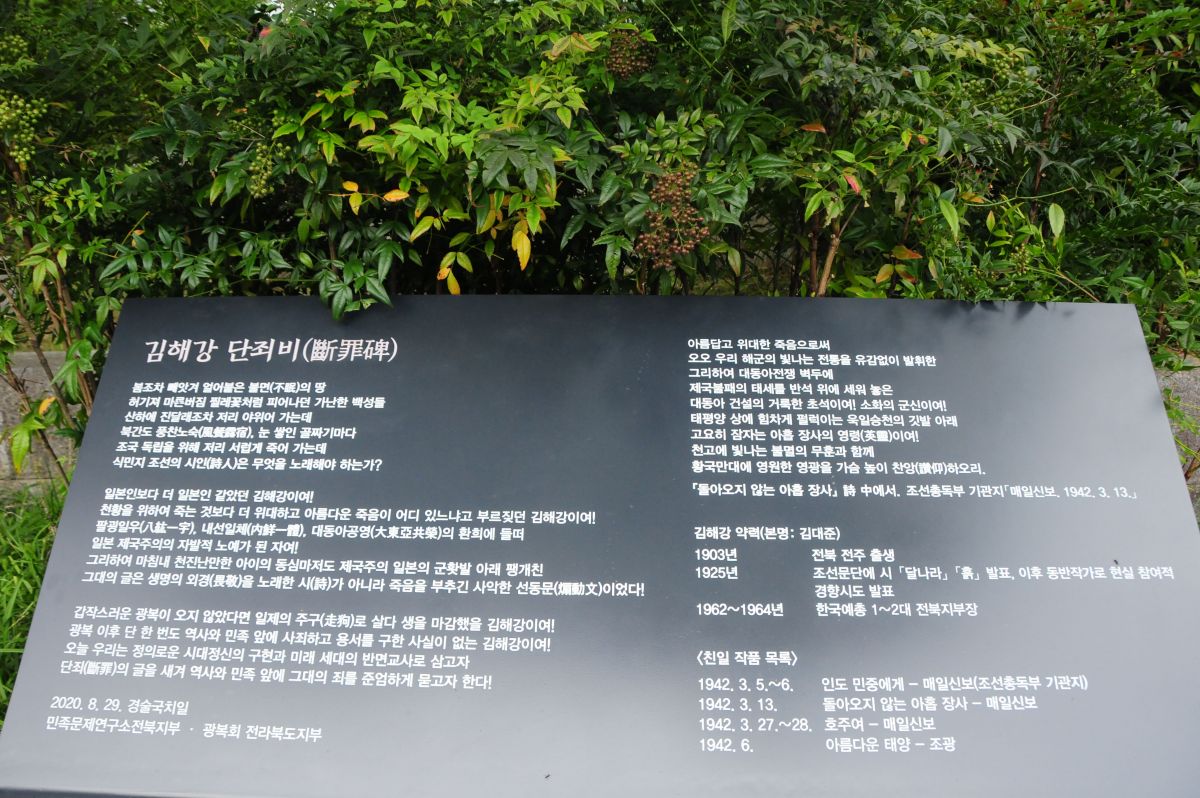 김해강 단죄비(斷罪碑)
봄조차 빼앗겨 얼어붙은 불면(不眠)의 땅
허기져 마른버짐 찔레꽃처럼 피어나던 가난한 백성들
산하에 진달래조차 저리 야위어 가는데
북간도 풍찬노숙(風餐露宿), 눈 쌓인 골짜기마다
조국 독립을 위해 저리 서럽게 죽어 가는데
식민지 조선의 시인(詩人)은 무엇을 노래해야 하는가?
일본인보다 더 일본인 같았던 김해강이여!
천황을 위하여 죽는 것보다 더 위대하고 아름다운 죽음이 어디 있느냐고 부르짖던 김해강이여!
팔굉일우(八紘一宇), 내선일체(內鮮一體), 대동아공영(大東亞共榮)의 환희에 들떠
일본 제국주의의 자발적 노예가 된 자여!
그리하여 마침내 천진난만한 아이의 동심마저도 제국주의 일본의 군홧발 아래 팽개친
그대의 글은 생명의 외경(畏敬)을 노래한 시(詩)가 아니라 죽음을 부추긴 사악한 선동문(煽動文)이었다!
갑작스러운 광복이 오지 않았다면 일제의 주구(走狗)로 살다 생을 마감했을 김해강이여!
광복 이후 단 한 번도 역사와 민족 앞에 사죄하고 용서를 구한 사실이 없는 김해강이여!
오늘 우리는 정의로운 시대정신의 구현과 미래 세대의 반면교사로 삼고자
단죄(斷罪)의 글을 새겨 역사와 민족 앞에 그대의 죄를 준엄하게 묻고자 한다!
2020. 8. 29. 경술국치일
민족문제연구소전북지부 · 광복회 전라북도지부
아름답고 위대한 죽음으로써
오오 우리 해군의 빛나는 전통을 유감없이 발휘한
그리하여 대동아전쟁 벽두에
제국불패의 태세를 반석 위에 세워 놓은
대동아 건설의 거룩한 초석이여! 소화의 군신이여!
태평양 상에 힘차게 펄럭이는 욱일승천의 깃발 아래
고요히 잠자는 아홉 장사의 영령(英靈)이여!
천고에 빛나는 불멸의 무훈과 함께
황국만대에 영원한 영광을 가슴 높이 찬앙(讚仰)하오리.
『돌아오지 않는 아홉 장사』 詩 中에서. 조선총독부 기관지「매일신보. 1942. 3. 13.」
김해강 약력(본명: 김대준)
1903년 전북 전주 출생
1925년 조선문단에 시 「달나라」「흙」발표, 이후 동반작가로 현실 참여적
경향시도 발표
1962~1964년 한국예총 1~2대 전북지부장
〈친일 작품 목록〉
1942. 3. 5.~6. 인도 민중에게 – 매일신보(조선총독부 기관지)
1942. 3. 13. 돌아오지 않는 아홉 장사 – 매일신보
1942. 3. 27.~28. 호주여 – 매일신보
1942. 6. 아름다운 태양 – 조광